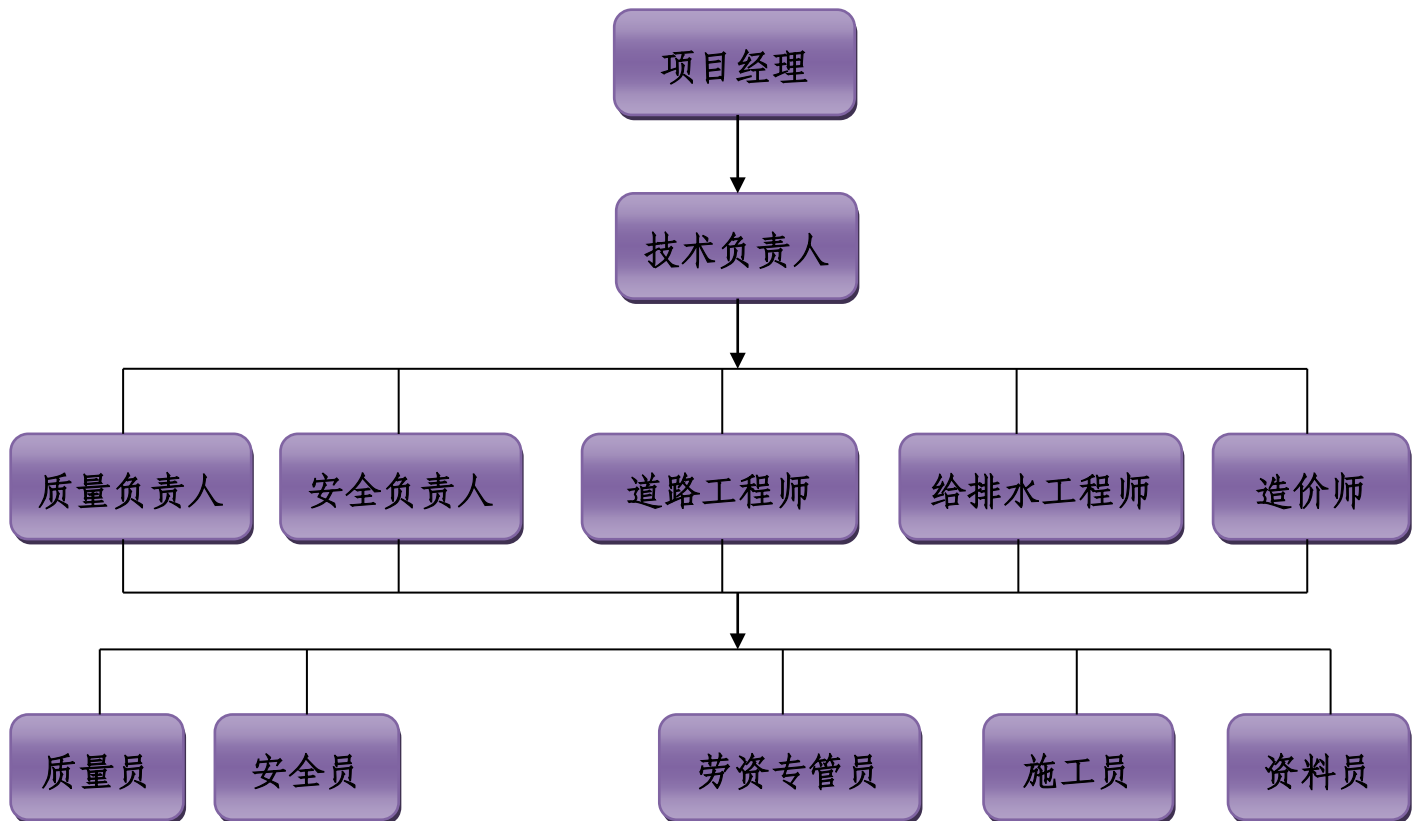 项目经理
技术负责人
质量负责人 安全负责人 道路工程师 给排水工程师 造价师
质量员 安全员 劳资专管员 施工员 资料员